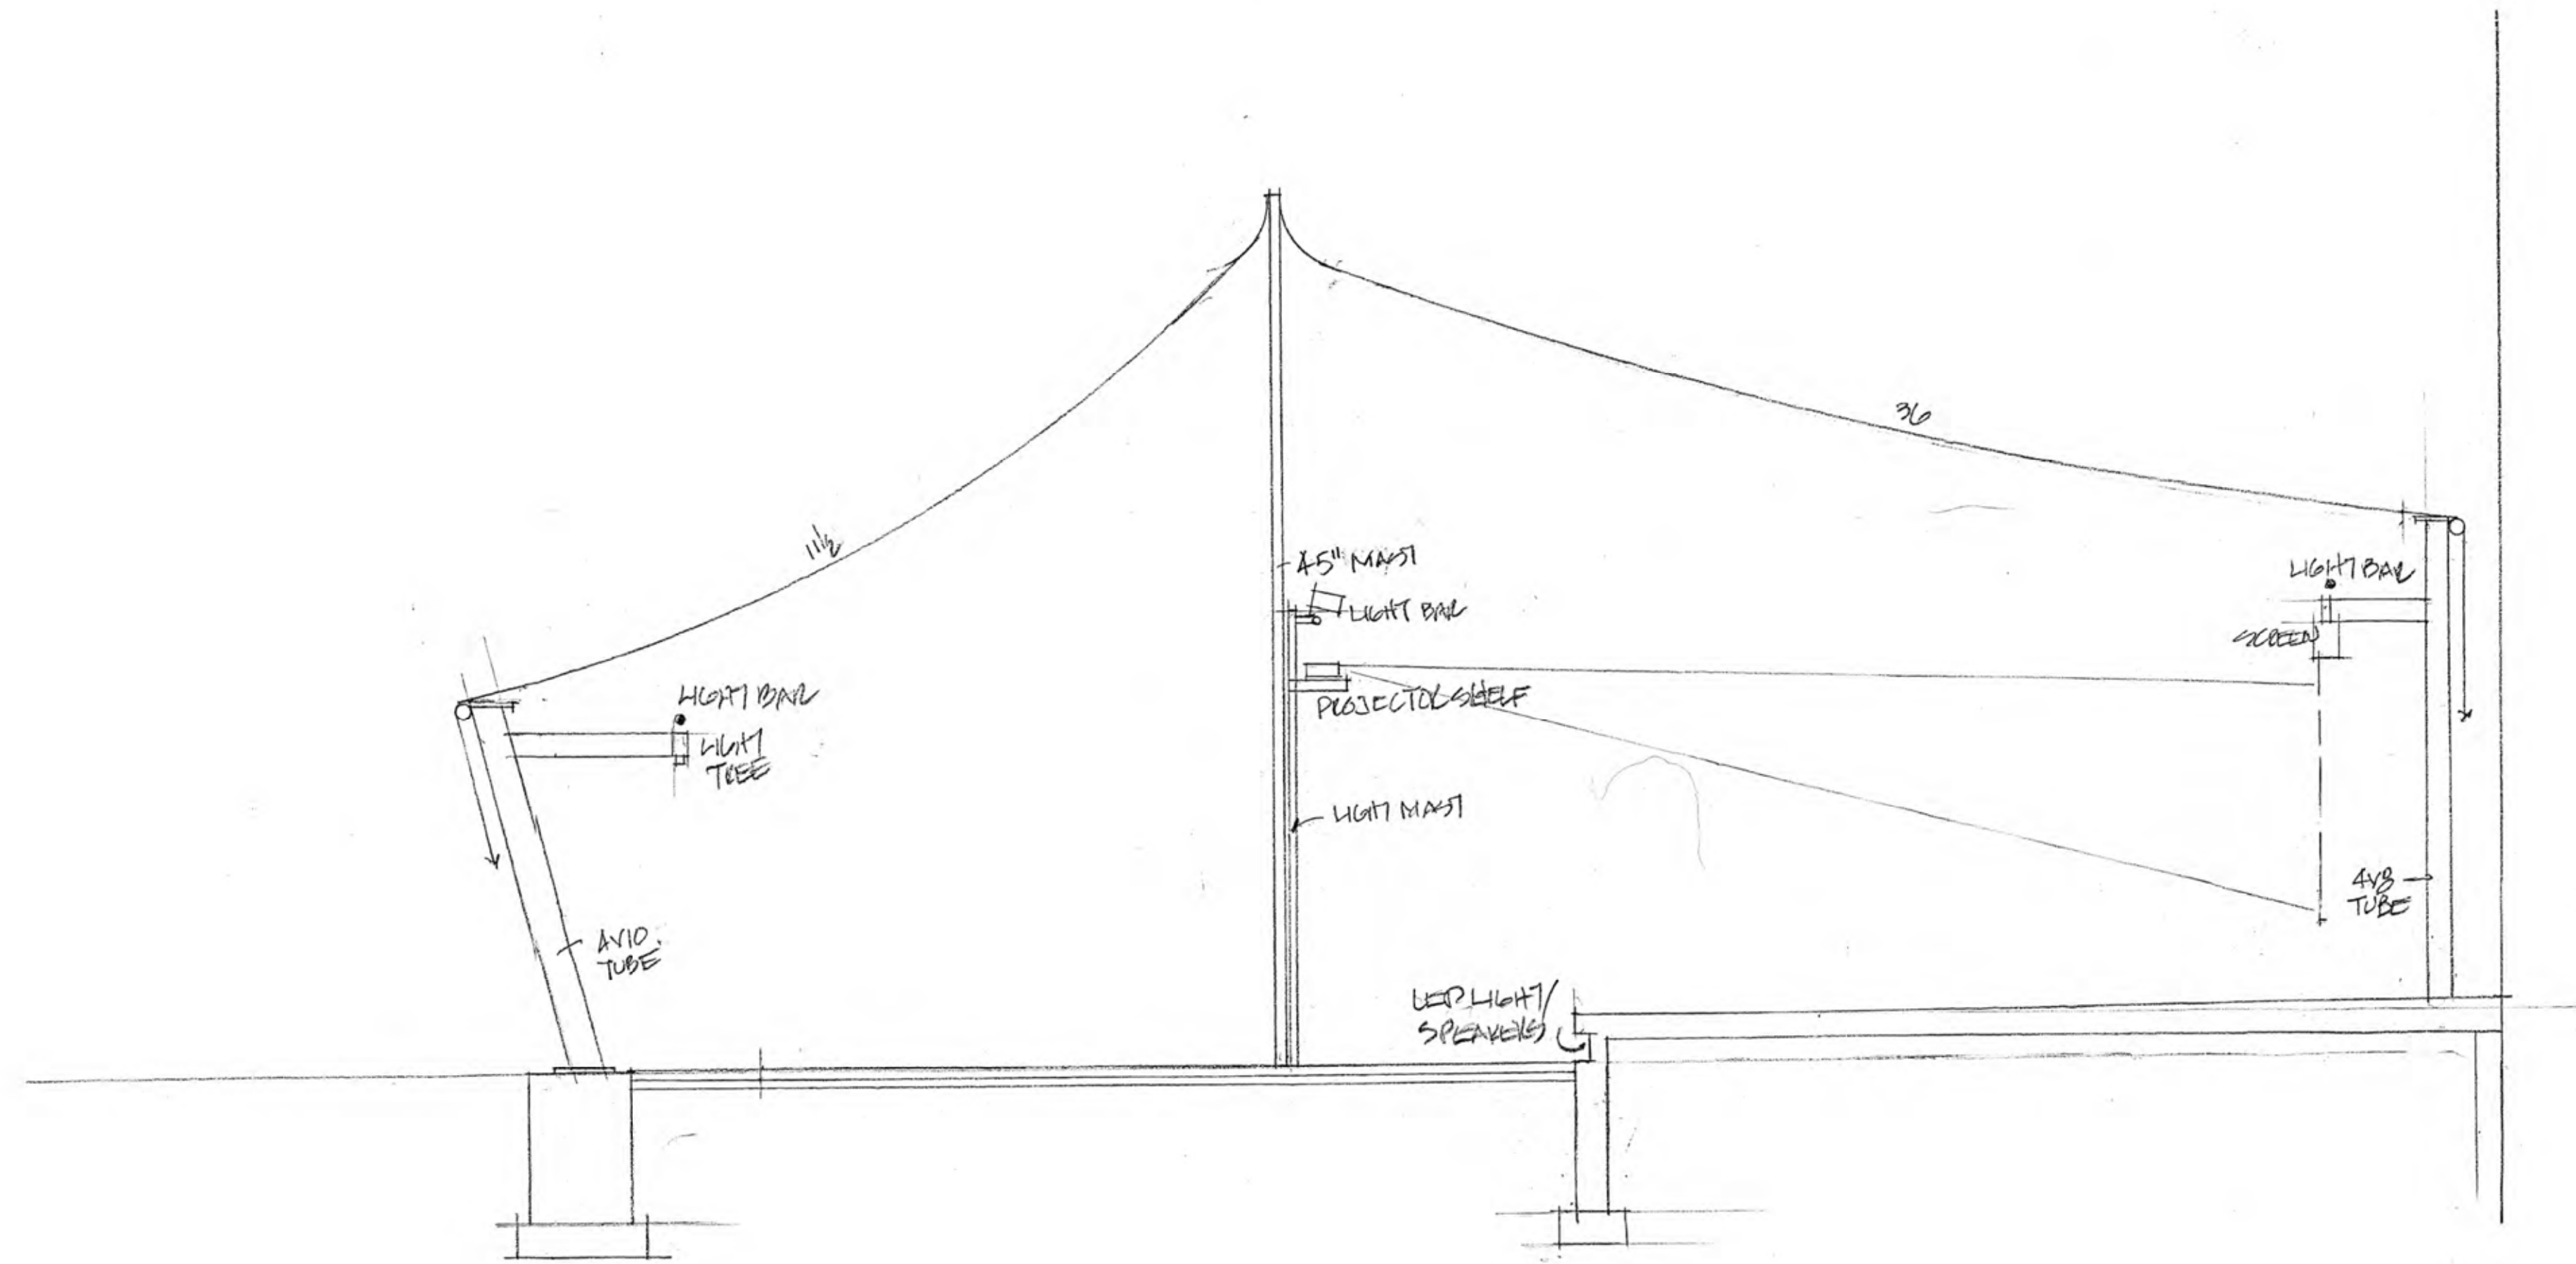 36
11 1/2
4.5" MAST
LIGHT BAR
LIGHT BAR
SCREEN
PROJECTOR SHELF
LIGHT BAR
LIGHT
TREE
LIGHT MAST
4x8
TUBE
4x10
TUBE
LED LIGHT/
SPEAKERS